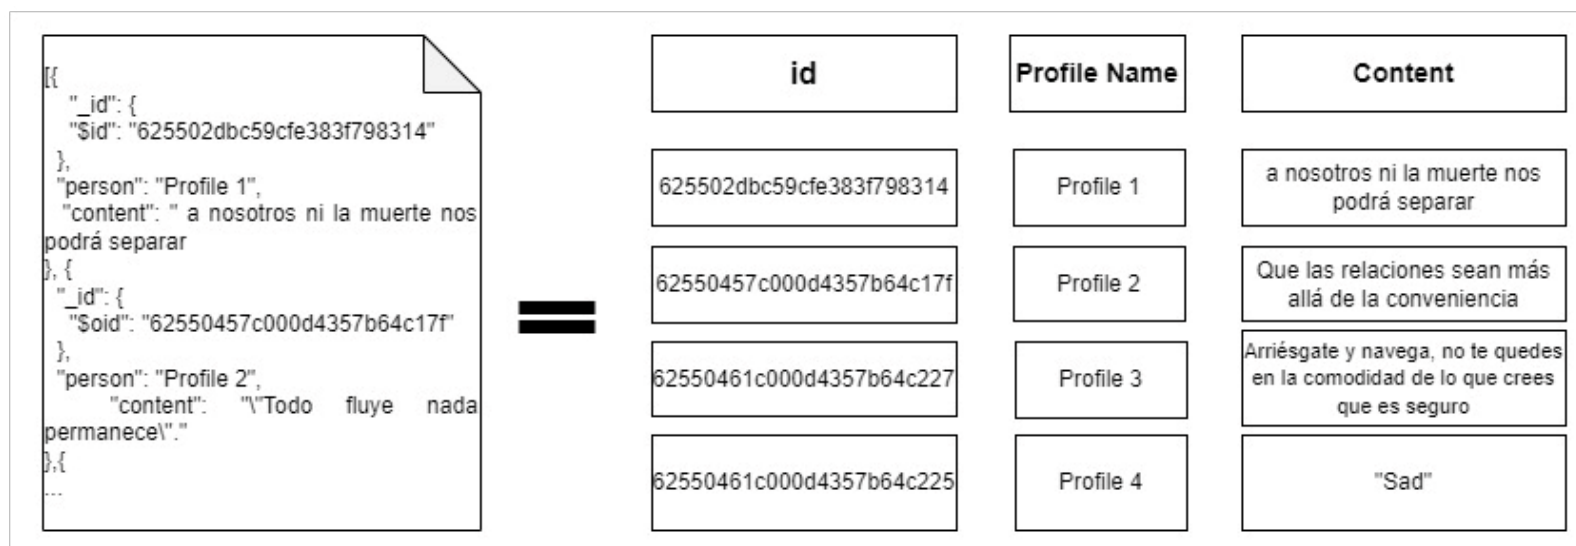 [{
"_id": {
"$id": "625502dbc59cfe383f798314"
},
"person": "Profile 1",
"content": " a nosotros ni la muerte nos
podrá separar
}, {
"_id": {
"$oid": "62550457c000d4357b64c17f"
},
"person": "Profile 2",
"content": "\"Todo fluye nada
permanece\"."
},{
...
id
Profile Name
Content
625502dbc59cfe383f798314
Profile 1
a nosotros ni la muerte nos
podrá separar
62550457c000d4357b64c17f
Profile 2
Que las relaciones sean más
allá de la conveniencia
62550461c000d4357b64c227
Profile 3
Arriésgate y navega, no te quedes
en la comodidad de lo que crees
que es seguro
62550461c000d4357b64c225
Profile 4
"Sad"